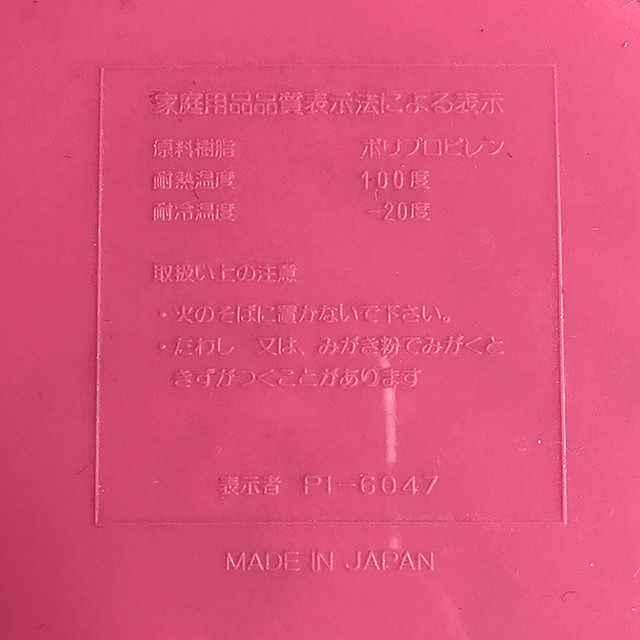 家庭用品品質表示法による表示
原料樹脂 ポリプロピレン
耐熱温度 100度
耐冷温度 -20度
取扱い上の注意
・火のそばに置かないで下さい。
・たわし 又は、みがき粉でみがくと
きずがつくことがあります
表示者 PI-6047
MADE IN JAPAN